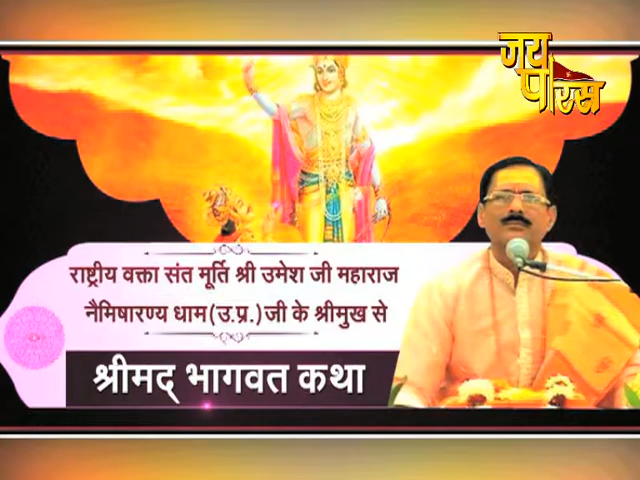 जय
पारस
राष्ट्रीय वक्ता संत मूर्ति श्री उमेश जी महाराज
नैमिषारण्य धाम(उ.प्र.)जी के श्रीमुख से
श्रीमद् भागवत कथा